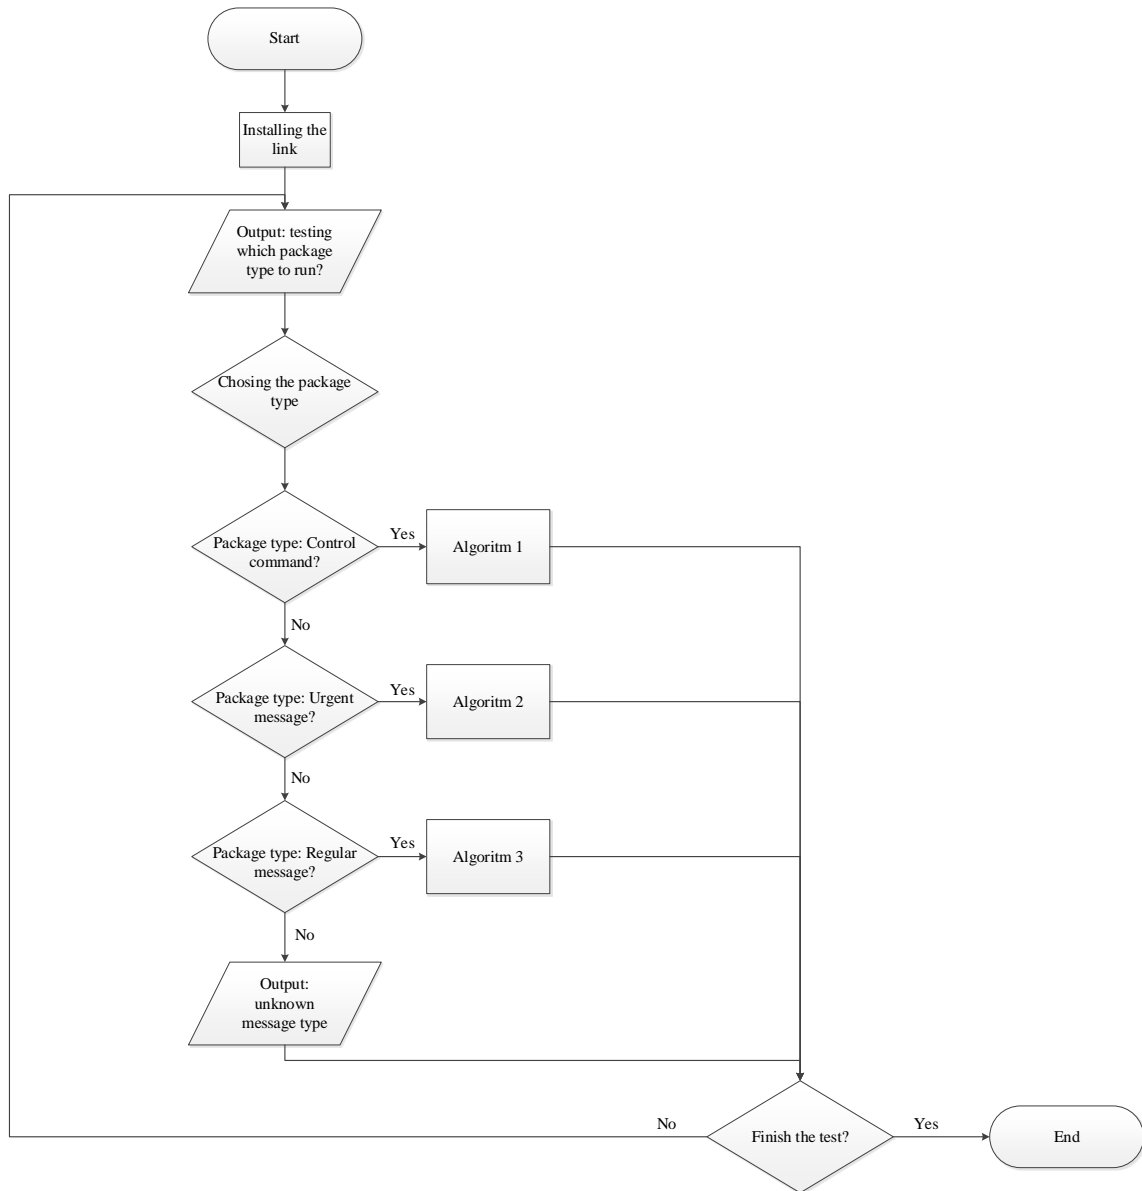 Start
Installing the
link
Output: testing
which package
type to run?
Chosing the package
type
Package type: Control
command?
Yes
Algoritm 1
No
Package type: Urgent
message?
Yes
Algoritm 2
No
Package type: Regular
message?
Yes
Algoritm 3
No
Output:
unknown
message type
No
Finish the test?
Yes
End